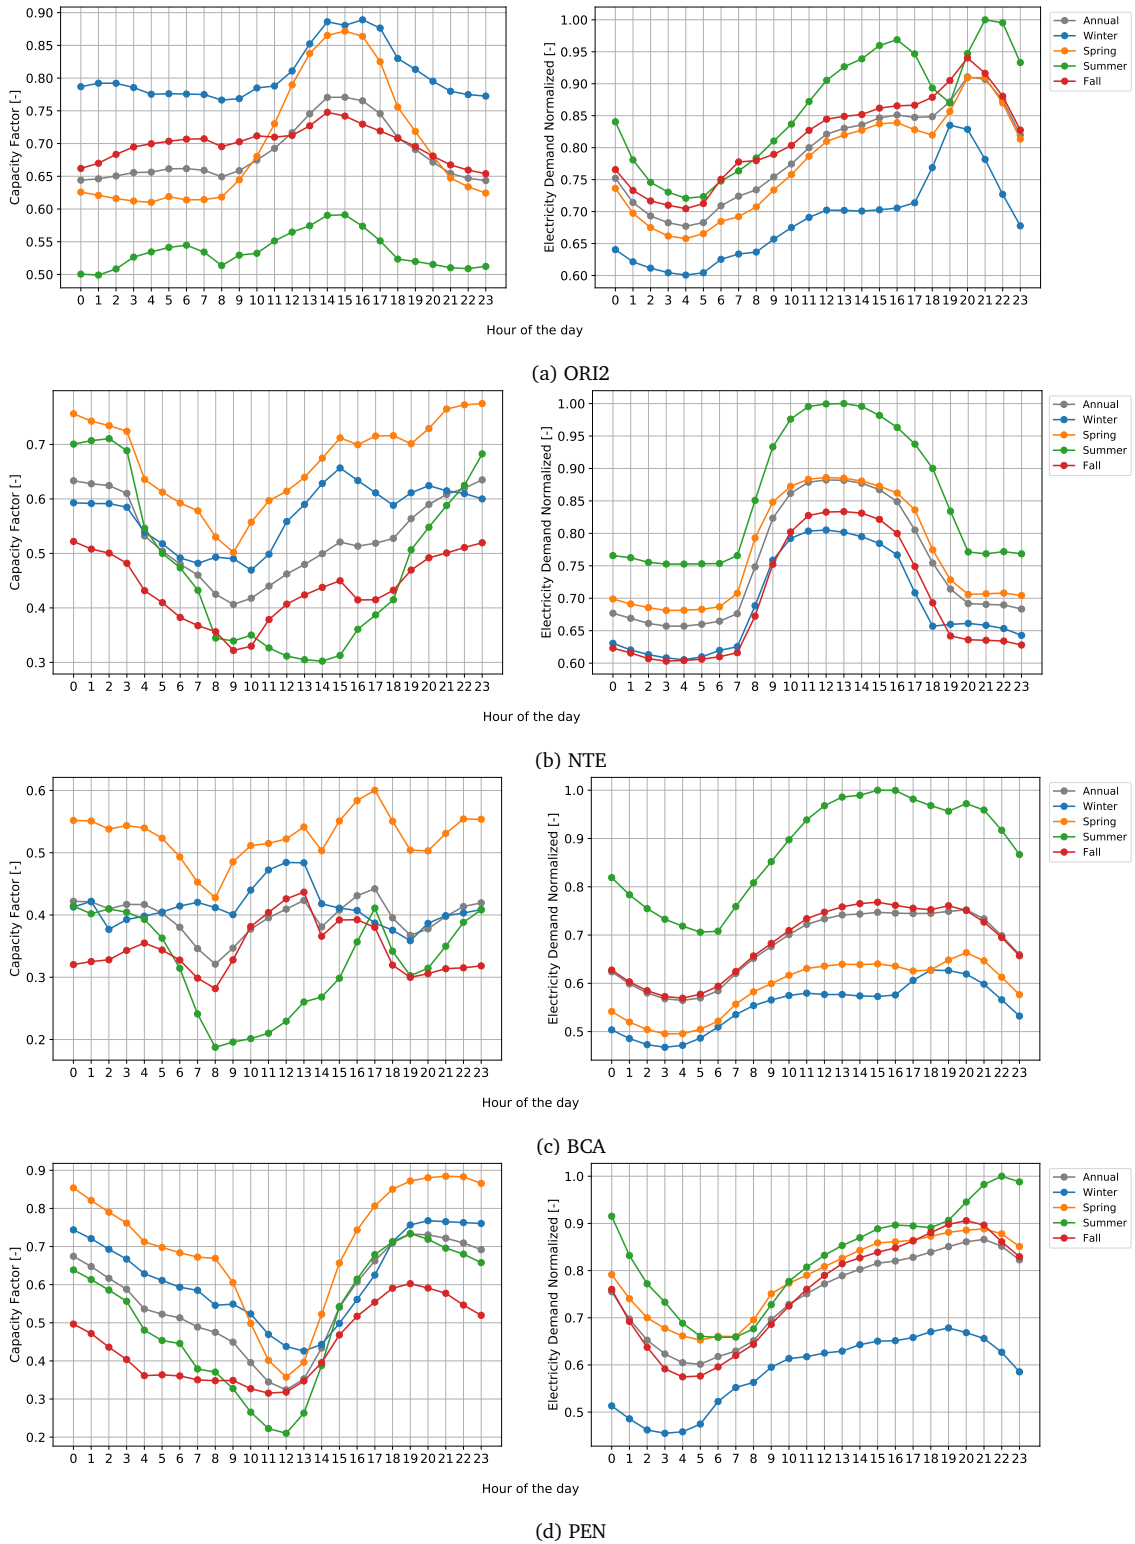 0.90
0.85
0.80
0.75
0.70
0.65
0.60
0.55
0.50
Capacity Factor [-]
0 1 2 3 4 5 6 7 8 9 10 11 12 13 14 15 16 17 18 19 20 21 22 23
1.00
0.95
0.90
0.85
0.80
0.75
0.70
0.65
0.60
Electricity Demand Normalized [-]
0 1 2 3 4 5 6 7 8 9 10 11 12 13 14 15 16 17 18 19 20 21 22 23
Annual
Winter
Spring
Summer
Fall
Hour of the day
(a) ORI2
0.7
0.6
0.5
0.4
0.3
Capacity Factor [-]
0 1 2 3 4 5 6 7 8 9 10 11 12 13 14 15 16 17 18 19 20 21 22 23
1.00
0.95
0.90
0.85
0.80
0.75
0.70
0.65
0.60
Electricity Demand Normalized [-]
0 1 2 3 4 5 6 7 8 9 10 11 12 13 14 15 16 17 18 19 20 21 22 23
Annual
Winter
Spring
Summer
Fall
Hour of the day
(b) NTE
0.6
0.5
0.4
0.3
0.2
Capacity Factor [-]
0 1 2 3 4 5 6 7 8 9 10 11 12 13 14 15 16 17 18 19 20 21 22 23
1.0
0.9
0.8
0.7
0.6
0.5
Electricity Demand Normalized [-]
0 1 2 3 4 5 6 7 8 9 10 11 12 13 14 15 16 17 18 19 20 21 22 23
Annual
Winter
Spring
Summer
Fall
Hour of the day
(c) BCA
0.9
0.8
0.7
0.6
0.5
0.4
0.3
0.2
Capacity Factor [-]
0 1 2 3 4 5 6 7 8 9 10 11 12 13 14 15 16 17 18 19 20 21 22 23
1.0
0.9
0.8
0.7
0.6
0.5
Electricity Demand Normalized [-]
0 1 2 3 4 5 6 7 8 9 10 11 12 13 14 15 16 17 18 19 20 21 22 23
Annual
Winter
Spring
Summer
Fall
Hour of the day
(d) PEN